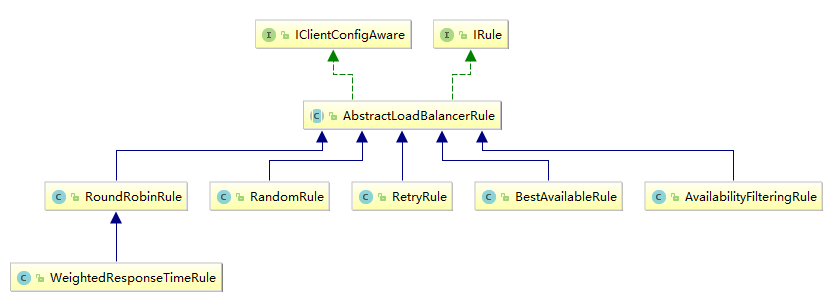 IClientConfigAware
IRule
AbstractLoadBalancerRule
RoundRobinRule
RandomRule
RetryRule
BestAvailableRule
AvailabilityFilteringRule
WeightedResponseTimeRule